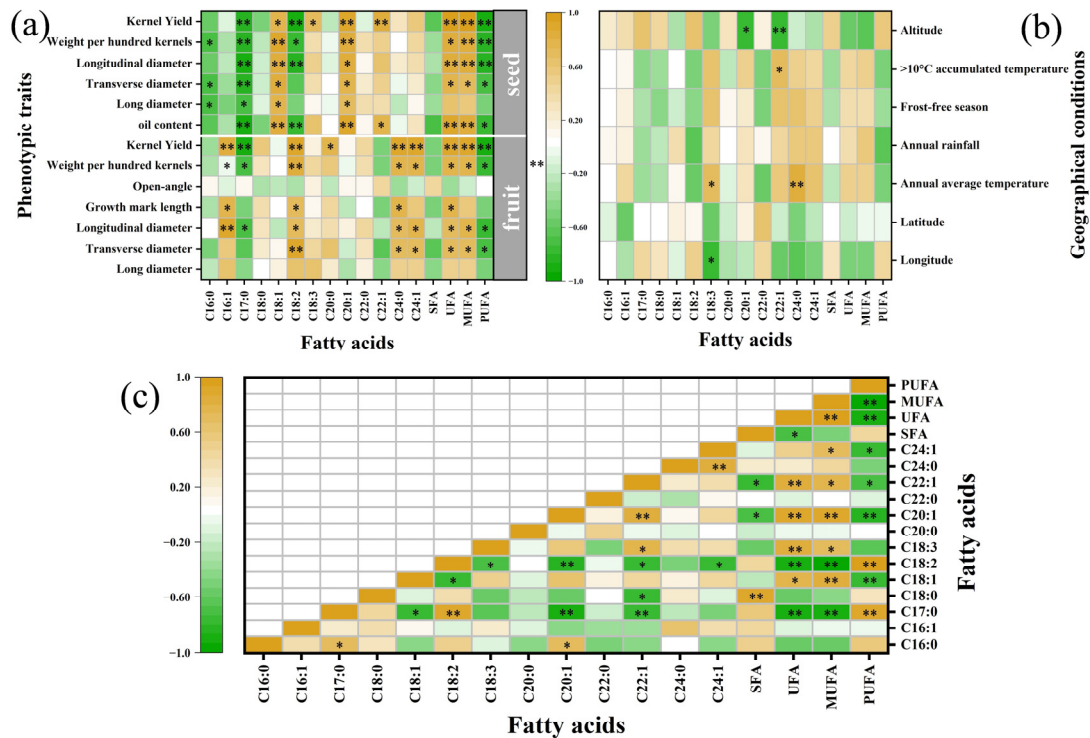 (a)
Phenotypic traits
Kernel Yield
Weight per hundred kernels
Longitudinal diameter
Transverse diameter
Long diameter
oil content
Kernel Yield
Weight per hundred kernels
Open-angle
Growth mark length
Longitudinal diameter
Transverse diameter
Long diameter
seed
fruit
C16:0
C16:1
C17:0
C18:0
C18:1
C18:2
C18:3
C20:0
C20:1
C22:0
C22:1
C24:0
C24:1
SFA
UFA
MUFA
PUFA
Fatty acids
**
1.0
0.60
0.20
−0.20
−0.60
−1.0
(b)
Altitude
>10°C accumulated temperature
Frost-free season
Annual rainfall
Annual average temperature
Latitude
Longitude
Geographical conditions
C16:0
C16:1
C17:0
C18:0
C18:1
C18:2
C18:3
C20:0
C20:1
C22:0
C22:1
C24:0
C24:1
SFA
UFA
MUFA
PUFA
Fatty acids
(c)
1.0
0.60
0.20
−0.20
−0.60
−1.0
PUFA
MUFA
UFA
SFA
C24:1
C24:0
C22:1
C22:0
C20:1
C20:0
C18:3
C18:2
C18:1
C18:0
C17:0
C16:1
C16:0
Fatty acids
C16:0
C16:1
C17:0
C18:0
C18:1
C18:2
C18:3
C20:0
C20:1
C22:0
C22:1
C24:0
C24:1
SFA
UFA
MUFA
PUFA
Fatty acids